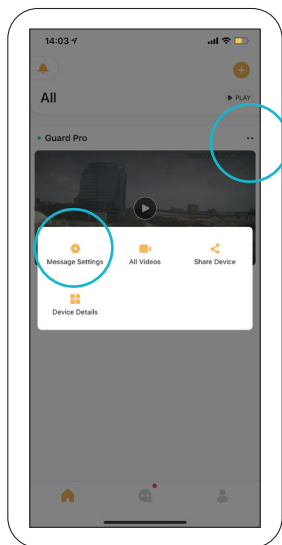 14:03
All
PLAY
Guard Pro
Message Settings
All Videos
Share Device
Device Details